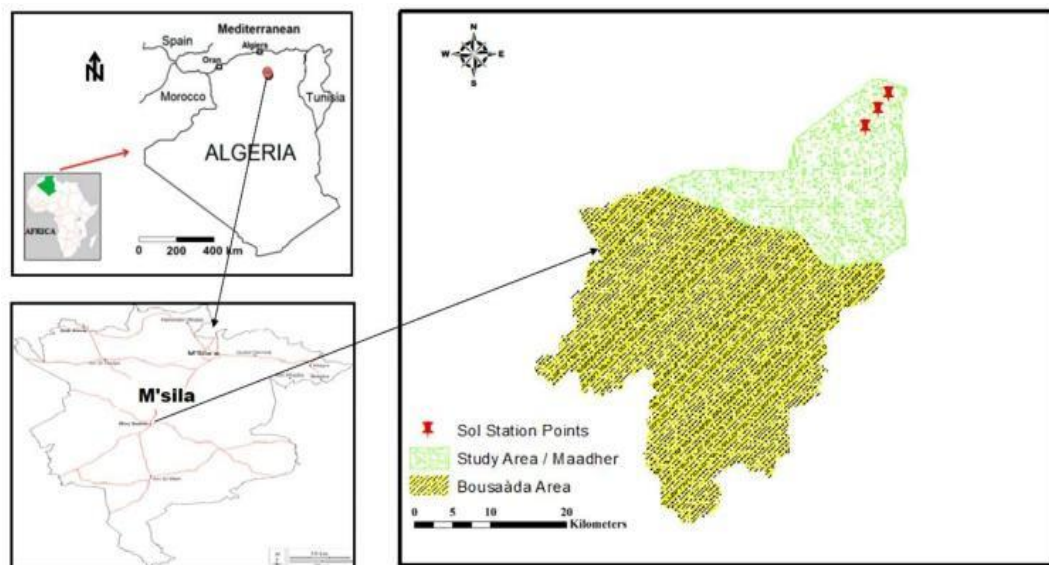 Mediterranean
Spain
Algiers
Oran
N
Morocco
Tunisia
ALGERIA
AFRICA
0 200 400 km
M'Sila
M'sila
N
W E
S
Sol Station Points
Study Area / Maadher
Bousaàda Area
0 5 10 20
Kilometers